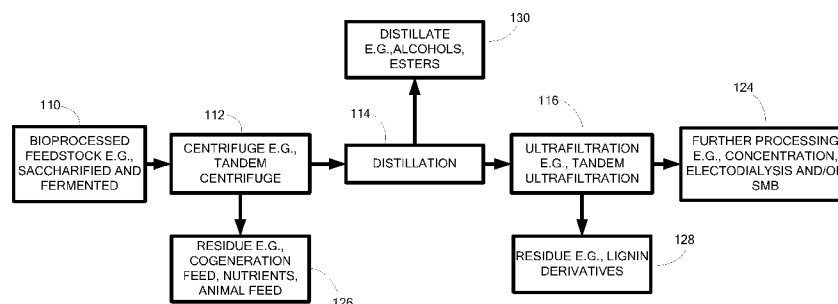 130
DISTILLATE
E.G.,ALCOHOLS,
ESTERS
110
BIOPROCESSED
FEEDSTOCK E.G.,
SACCHARIFIED AND
FERMENTED
112
CENTRIFUGE E.G.,
TANDEM
CENTRIFUGE
114
DISTILLATION
116
ULTRAFILTRATION
E.G., TANDEM
ULTRAFILTRATION
124
FURTHER PROCESSING
E.G., CONCENTRATION,
ELECTODIALYSIS AND/OR
SMB
RESIDUE E.G.,
COGENERATION
FEED, NUTRIENTS,
ANIMAL FEED
126
RESIDUE E.G., LIGNIN
DERIVATIVES
128